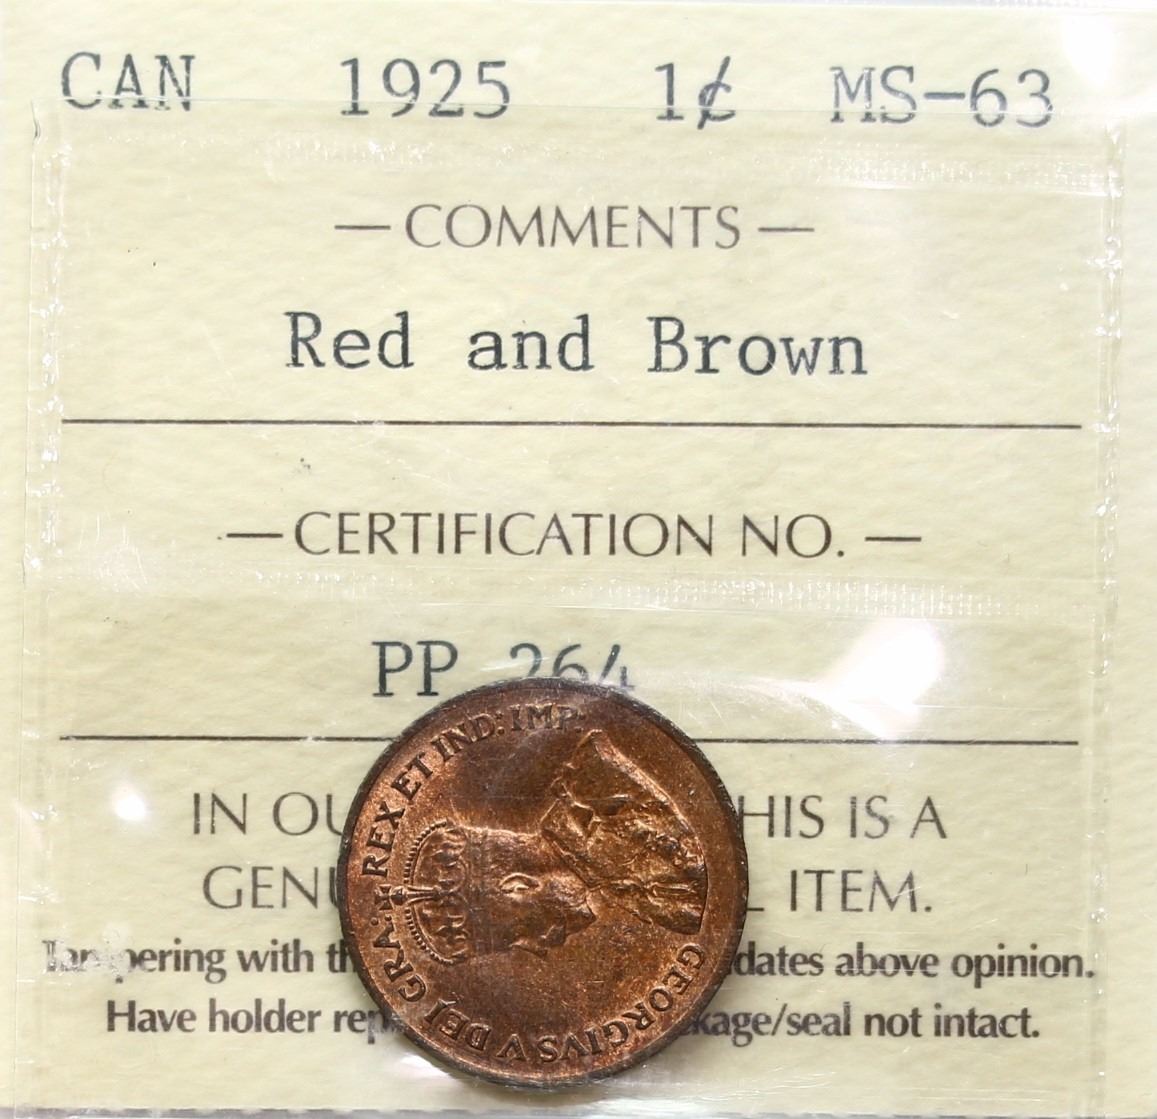 CAN 1925 1¢ MS-63
— COMMENTS —
Red and Brown
— CERTIFICATION NO. —
PP 264
IN OU HIS IS A
GENU L ITEM.
Tampering with th dates above opinion.
Have holder rep kage/seal not intact.
GEORGIVS V DEI GRA: REX ET IND: IMP: